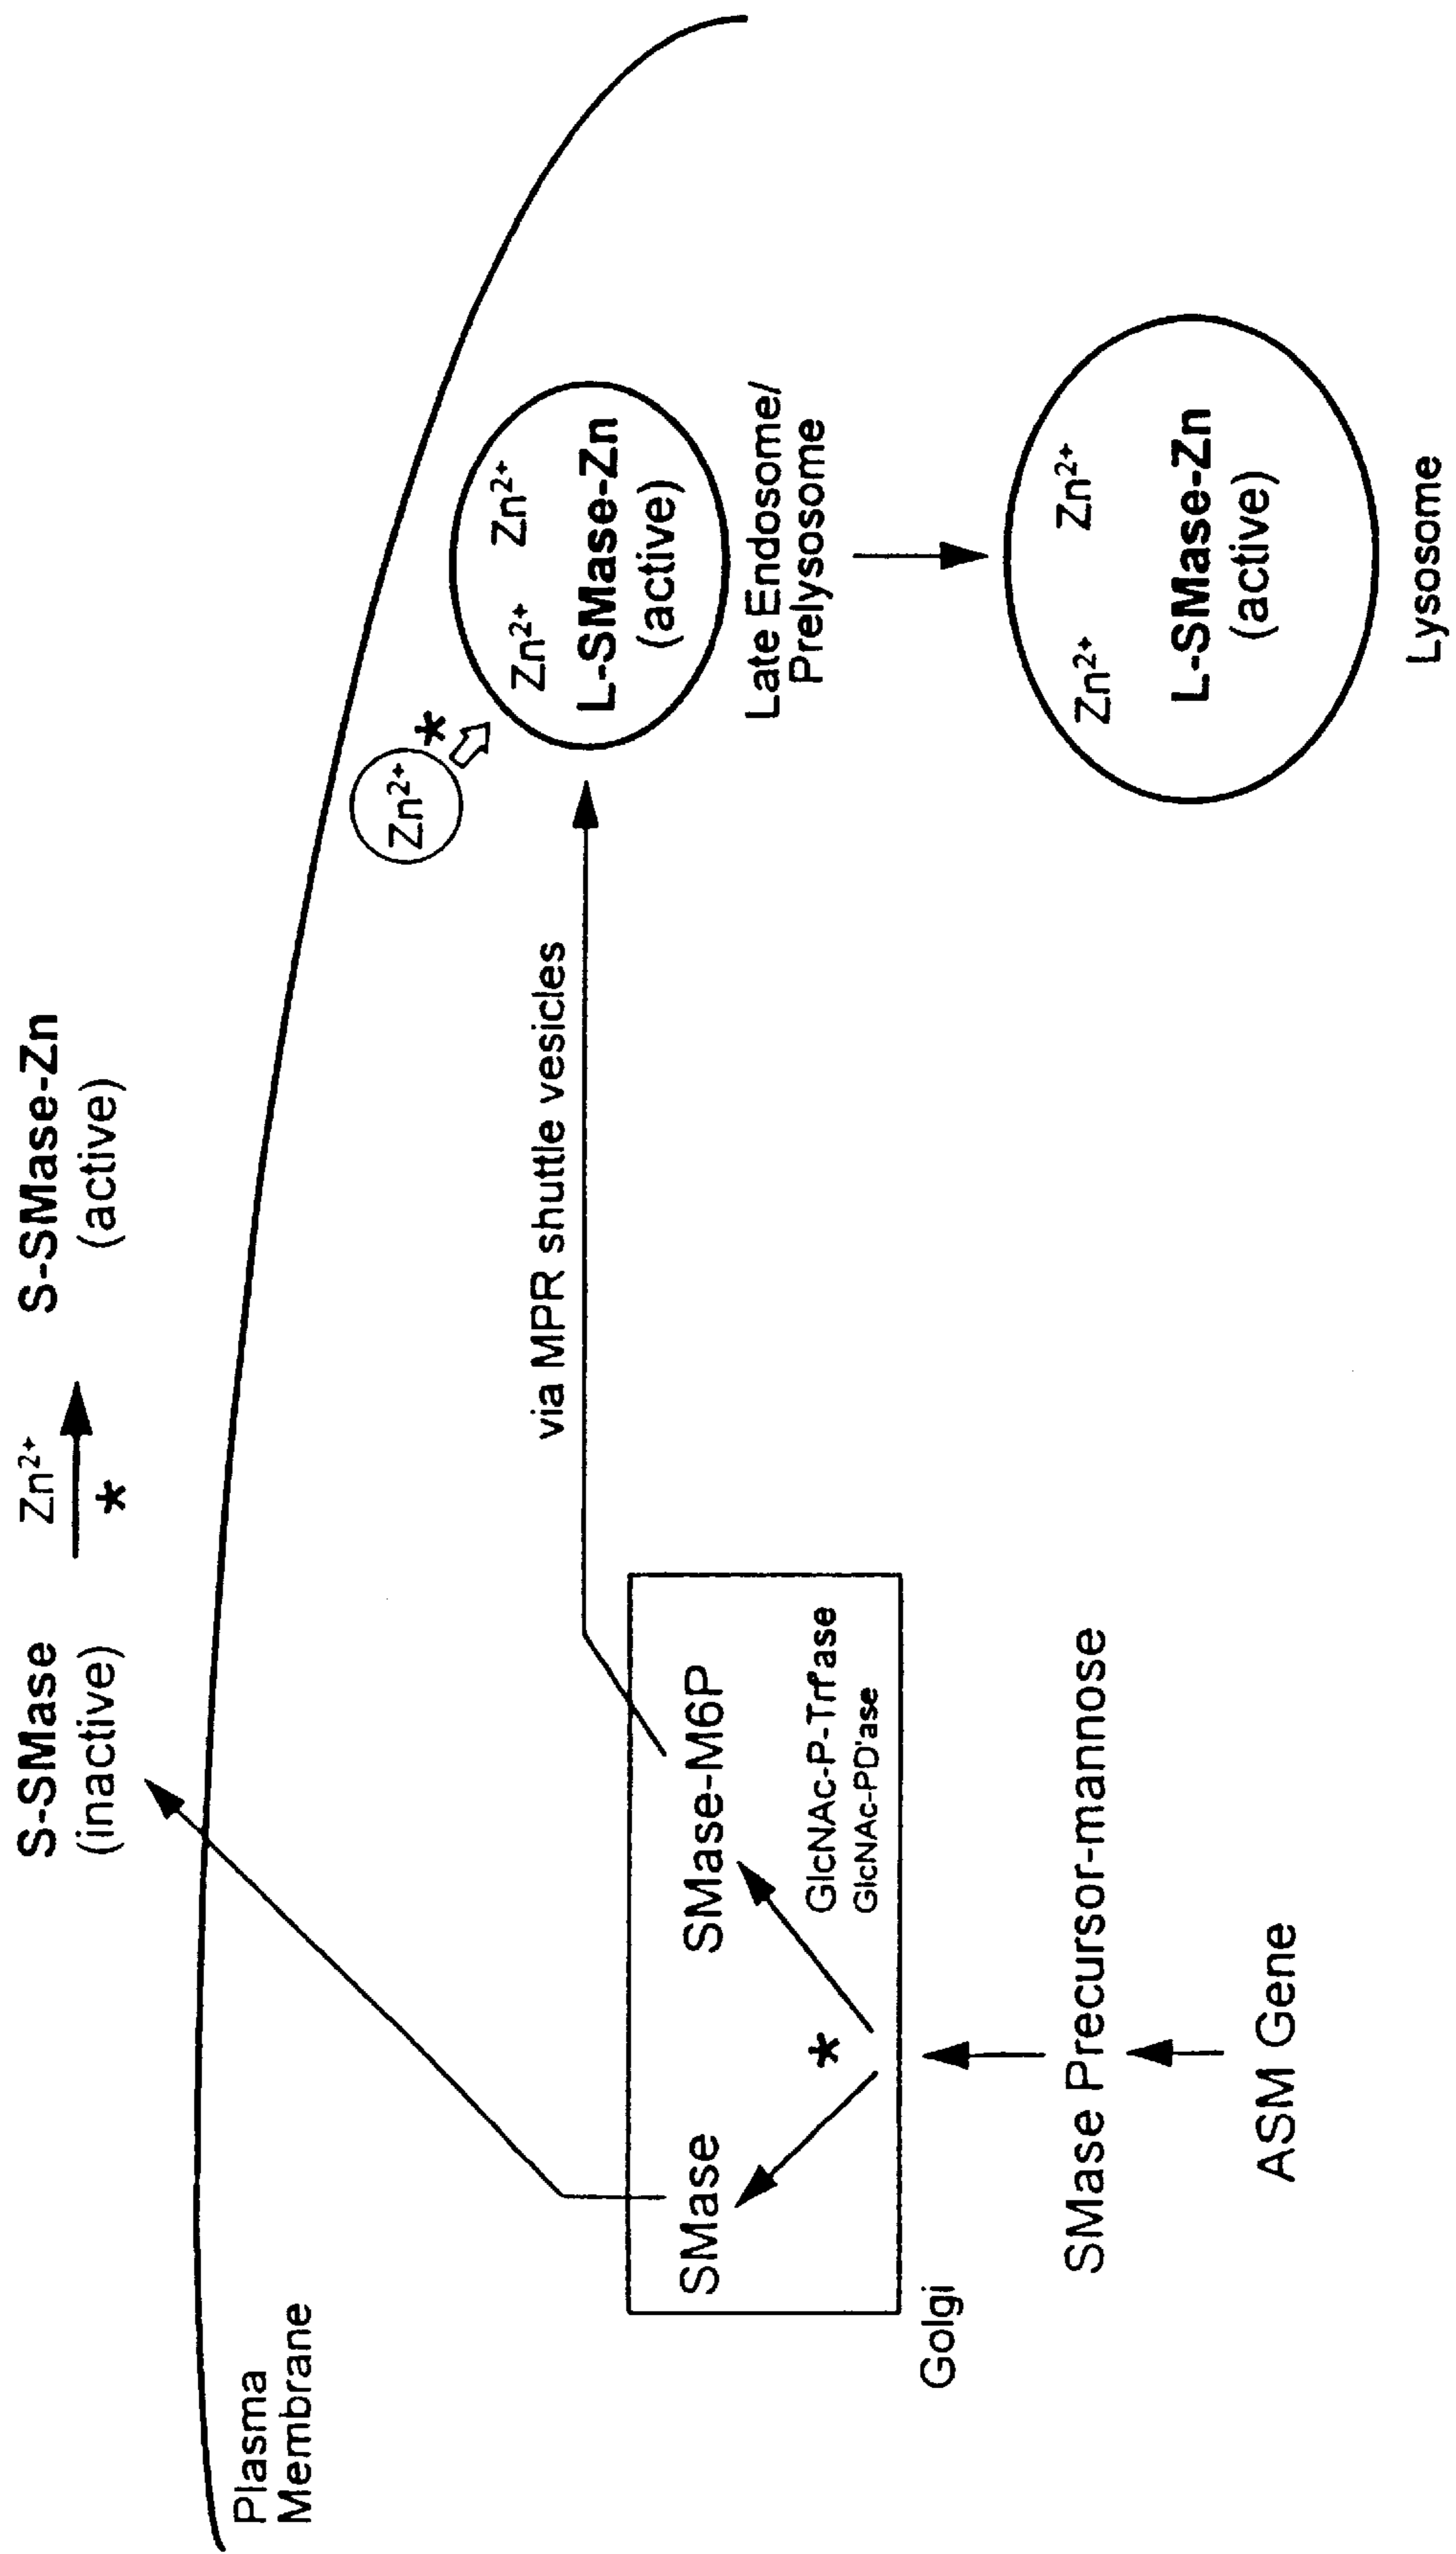 S-SMase
(inactive)
Zn²⁺
*
S-SMase-Zn
(active)
Plasma
Membrane
Zn²⁺
*
Zn²⁺ Zn²⁺
L-SMase-Zn
(active)
Late Endosome/
Prelysosome
via MPR shuttle vesicles
SMase
SMase-M6P
*
GlcNAc-P-Trf'ase
GlcNAc-PD'ase
Golgi
SMase Precursor-mannose
ASM Gene
Zn²⁺ Zn²⁺
L-SMase-Zn
(active)
Lysosome